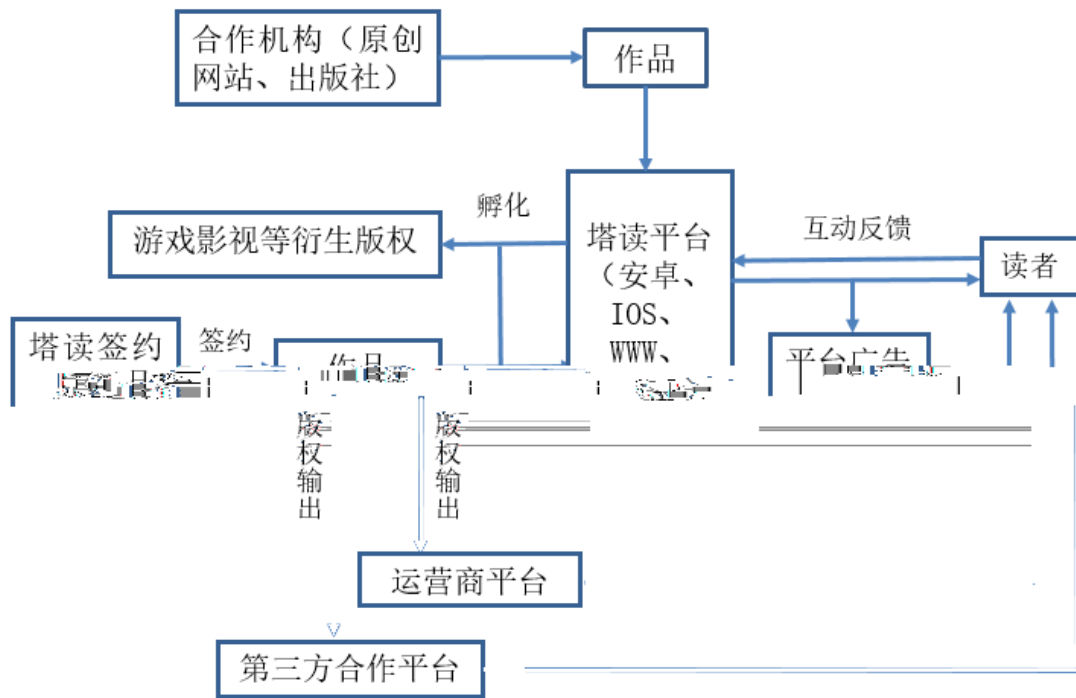 合作机构（原创
网站、出版社）
作品
孵化
游戏影视等衍生版权
塔读平台
（安卓、
IOS、
WWW、
互动反馈
读者
塔读签约
签约
作品
平台广告
版权输出
版权输出
运营商平台
第三方合作平台